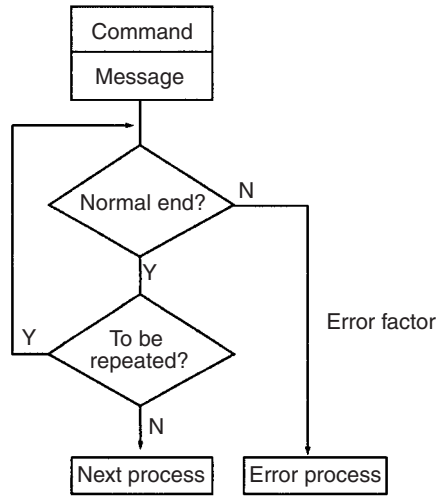 Command
Message
N
Normal end?
Y
Error factor
Y
To be
repeated?
N
Next process
Error process